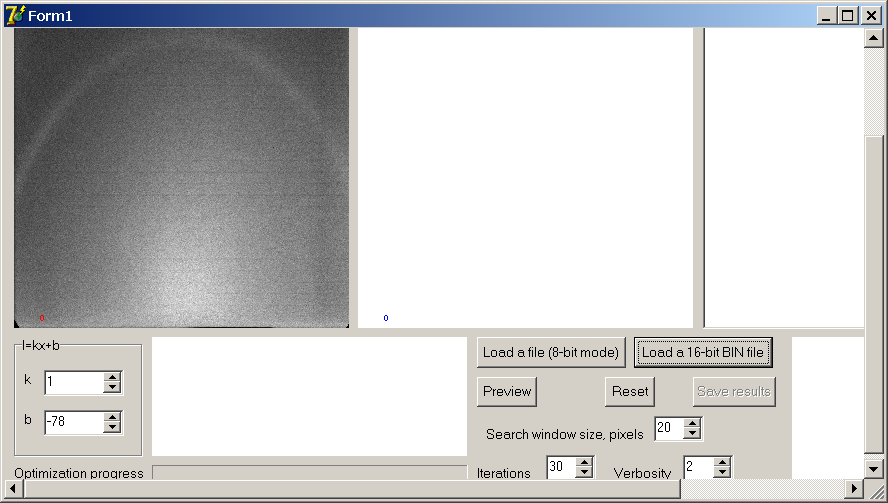 Form1
0
0
I=kx+b
k
1
b
-78
Load a file (8-bit mode)
Load a 16-bit BIN file
Preview
Reset
Save results
Search window size, pixels
20
Optimization progress
Iterations
30
Verbosity
2